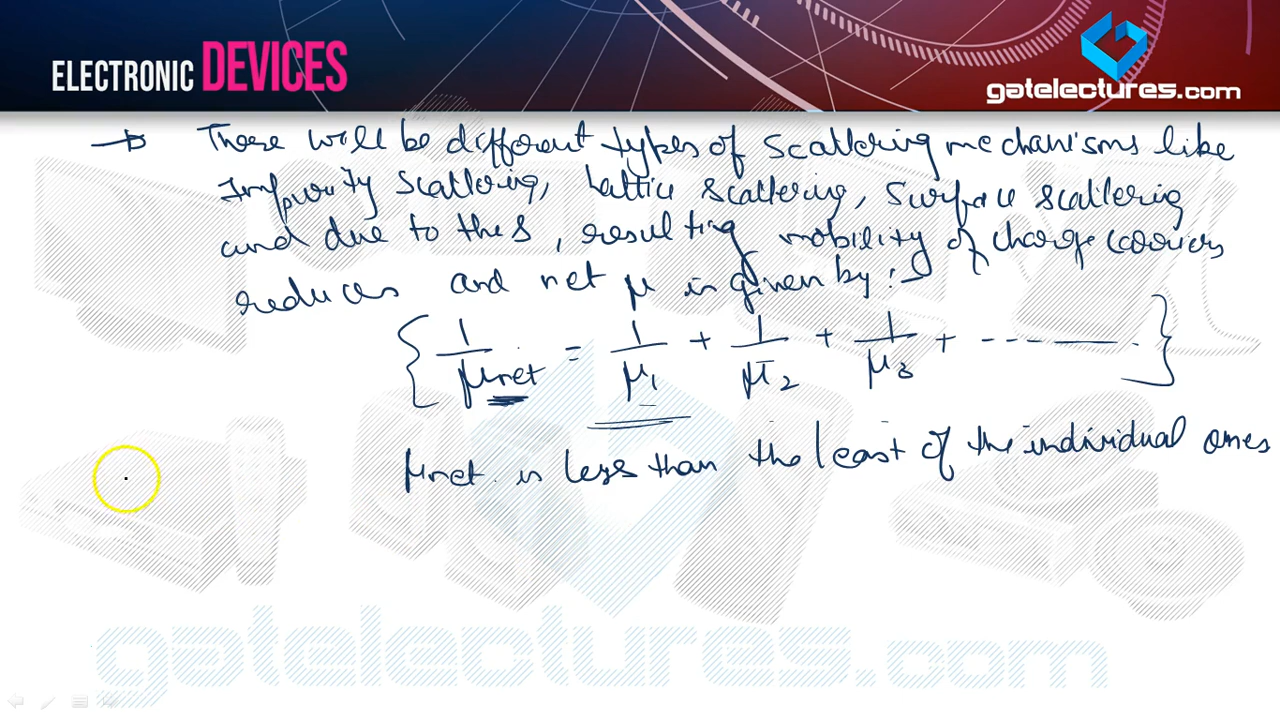 ELECTRONIC DEVICES
gatelectures.com
→ There will be different types of Scattering mechanisms like
Impurity scattering, Lattice scattering, Surface scattering
and due to this, resulting mobility of charge carriers
reduces and net μ is given by :-
{ 1/μnet = 1/μ1 + 1/μ2 + 1/μ3 + ------ }
μnet is less than the least of the individual ones
gatelectures.com